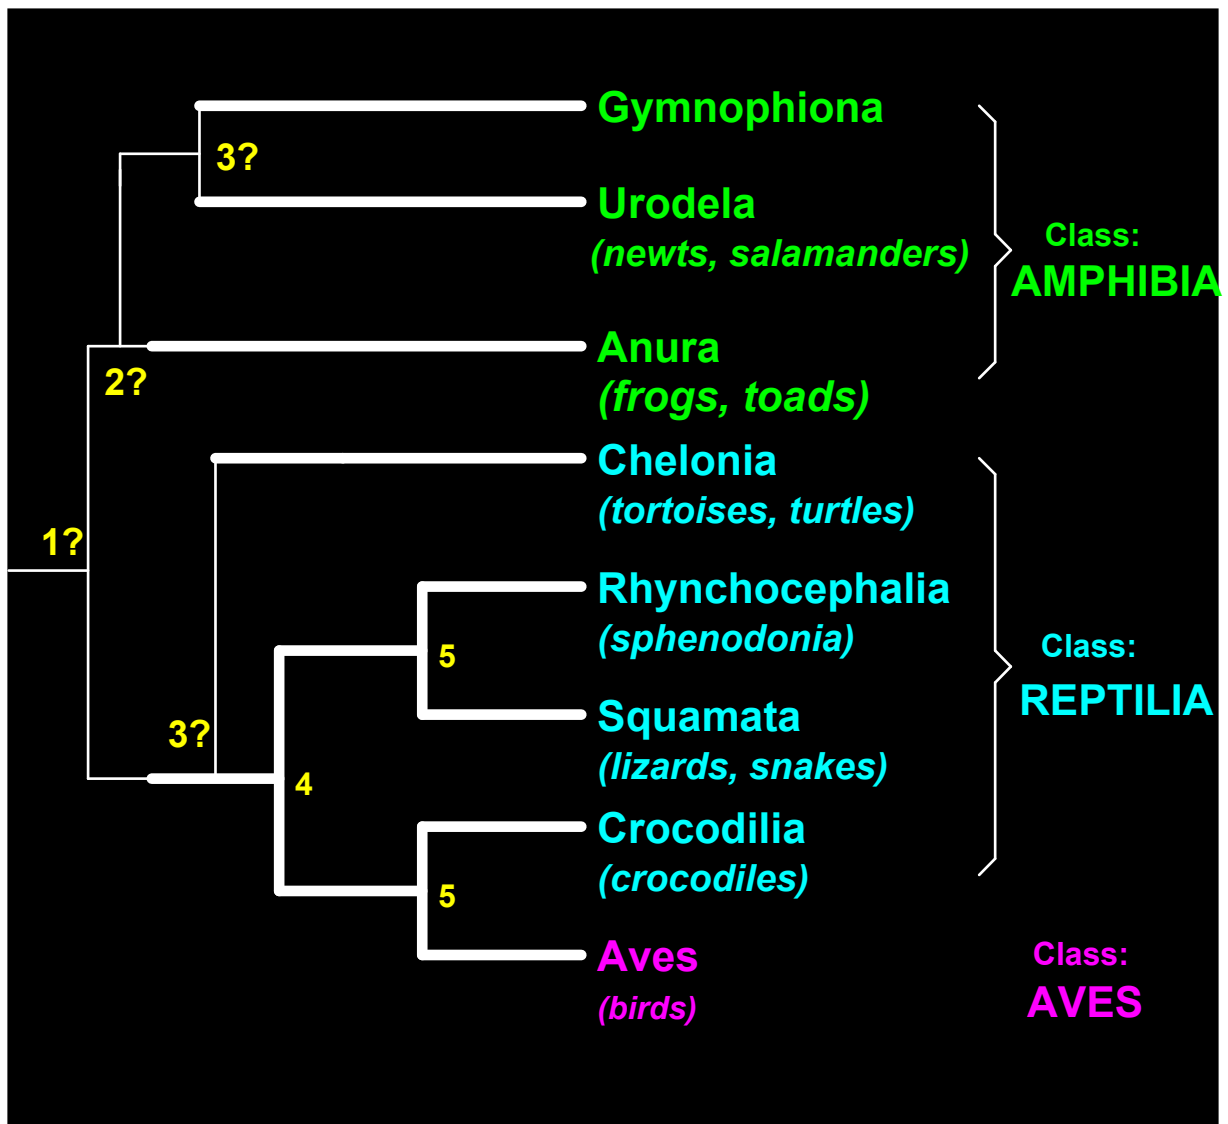 Gymnophiona
3?
Urodela
(newts, salamanders)
Class:
AMPHIBIA
Anura
2?
(frogs, toads)
Chelonia
(tortoises, turtles)
1?
Rhynchocephalia
(sphenodonia)
5
Class:
REPTILIA
Squamata
3?
(lizards, snakes)
4
Crocodilia
(crocodiles)
5
Aves
(birds)
Class:
AVES